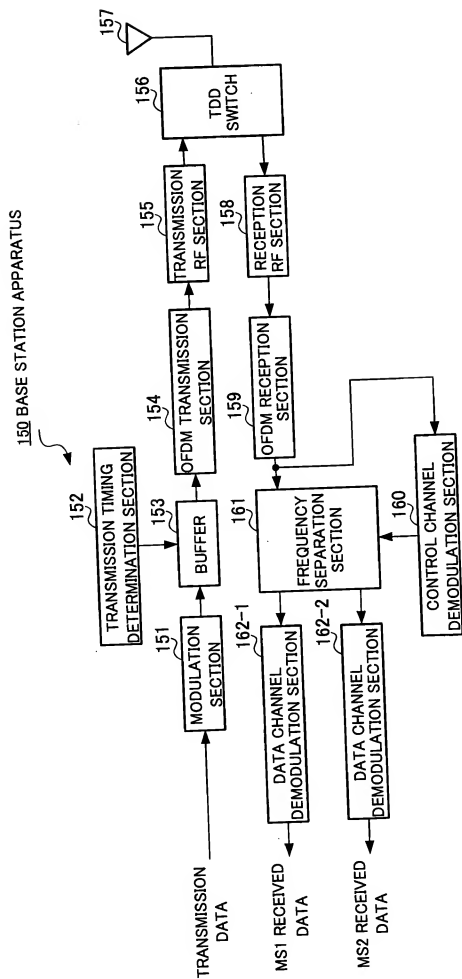 150 BASE STATION APPARATUS
152
TRANSMISSION TIMING
DETERMINATION SECTION
TRANSMISSION
DATA
151
MODULATION
SECTION
153
BUFFER
154
OFDM TRANSMISSION
SECTION
155
TRANSMISSION
RF SECTION
156
TDD
SWITCH
157
158
RECEPTION
RF SECTION
159
OFDM RECEPTION
SECTION
161
FREQUENCY
SEPARATION
SECTION
160
CONTROL CHANNEL
DEMODULATION SECTION
162-1
DATA CHANNEL
DEMODULATION SECTION
MS1 RECEIVED
DATA
162-2
DATA CHANNEL
DEMODULATION SECTION
MS2 RECEIVED
DATA